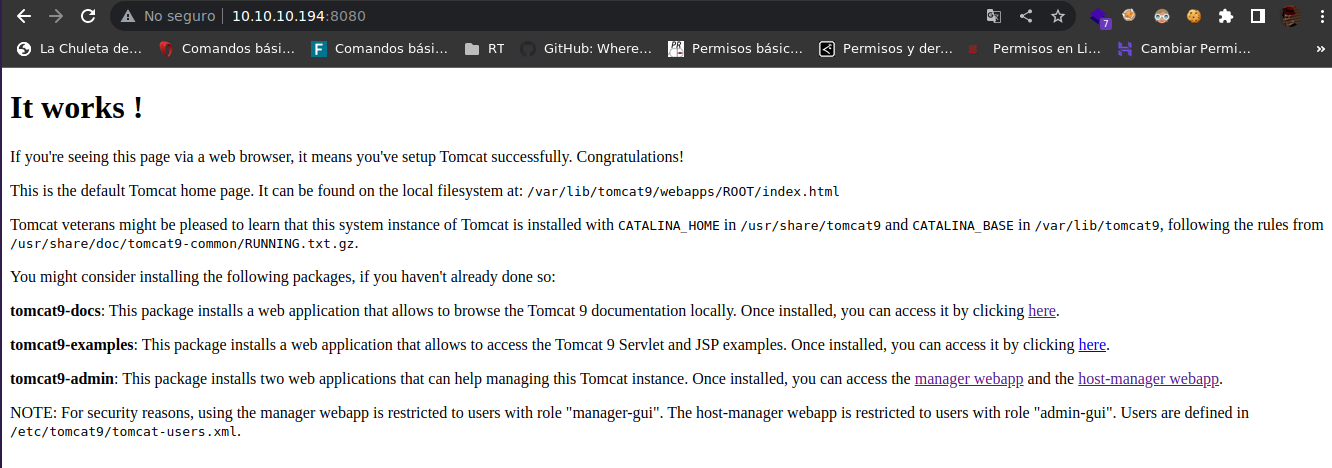 No seguro
10.10.10.194:8080
7
La Chuleta de...
Comandos bási...
Comandos bási...
RT
GitHub: Where...
Permisos básic...
Permisos y der...
Permisos en Li...
Cambiar Permi...
»
It works !
If you're seeing this page via a web browser, it means you've setup Tomcat successfully. Congratulations!
This is the default Tomcat home page. It can be found on the local filesystem at: /var/lib/tomcat9/webapps/ROOT/index.html
Tomcat veterans might be pleased to learn that this system instance of Tomcat is installed with CATALINA_HOME in /usr/share/tomcat9 and CATALINA_BASE in /var/lib/tomcat9, following the rules from
/usr/share/doc/tomcat9-common/RUNNING.txt.gz.
You might consider installing the following packages, if you haven't already done so:
tomcat9-docs: This package installs a web application that allows to browse the Tomcat 9 documentation locally. Once installed, you can access it by clicking here.
tomcat9-examples: This package installs a web application that allows to access the Tomcat 9 Servlet and JSP examples. Once installed, you can access it by clicking here.
tomcat9-admin: This package installs two web applications that can help managing this Tomcat instance. Once installed, you can access the manager webapp and the host-manager webapp.
NOTE: For security reasons, using the manager webapp is restricted to users with role "manager-gui". The host-manager webapp is restricted to users with role "admin-gui". Users are defined in
/etc/tomcat9/tomcat-users.xml.